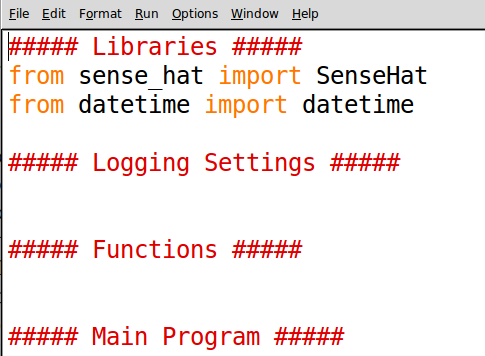 File Edit Format Run Options Window Help
##### Libraries #####
from sense_hat import SenseHat
from datetime import datetime
##### Logging Settings #####
##### Functions #####
##### Main Program #####